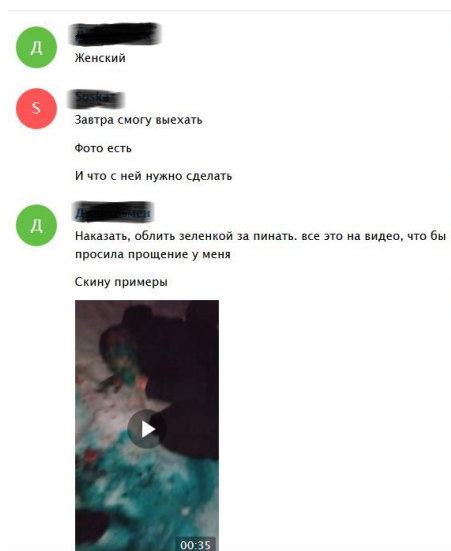 Д
Женский
S
Завтра смогу выехать
Фото есть
И что с ней нужно сделать
Д
Наказать, облить зеленкой за пинать. все это на видео, что бы
просила прощение у меня
Скину примеры
00:35